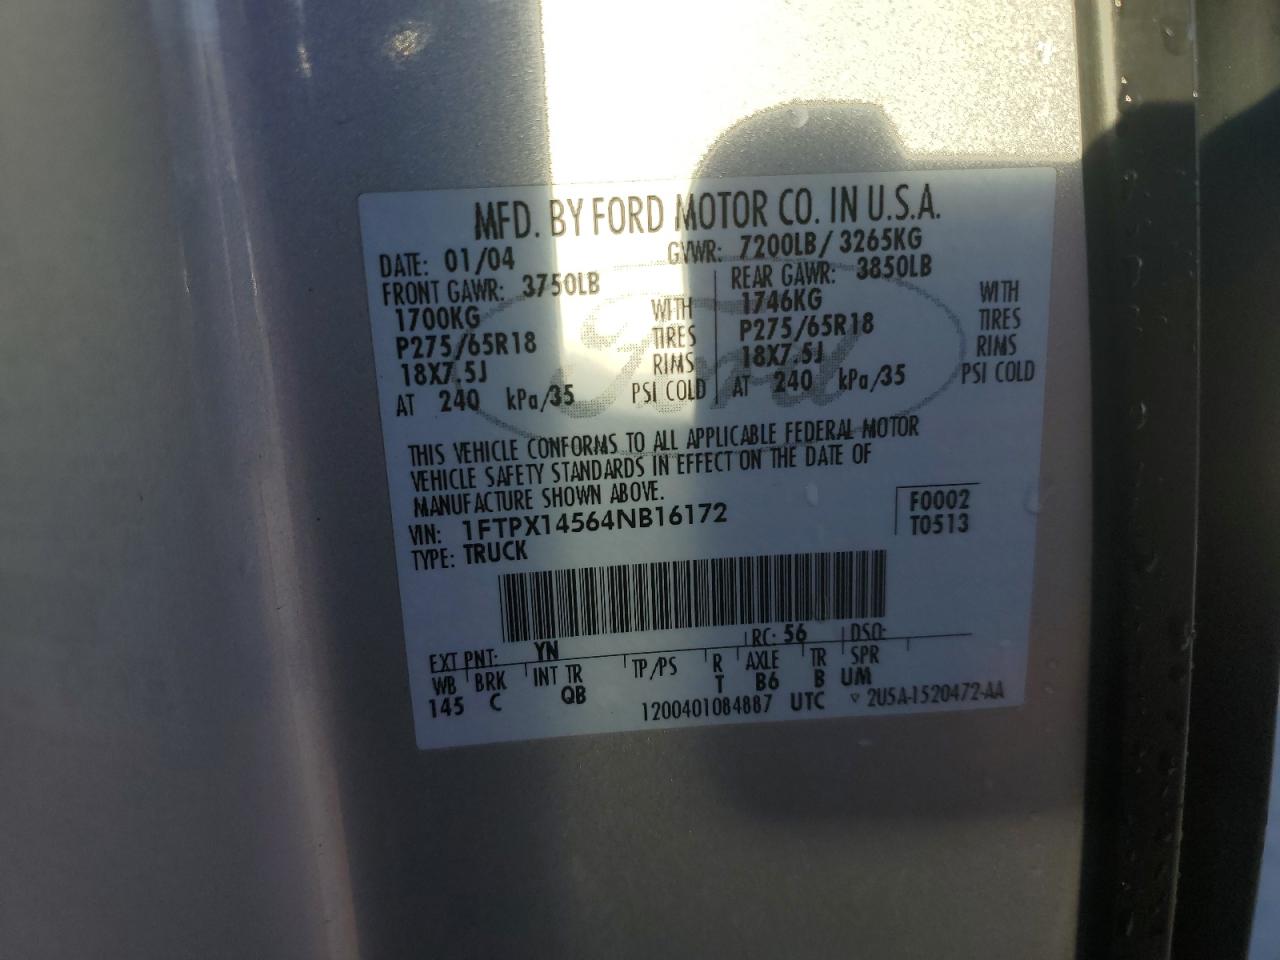 MFD. BY FORD MOTOR CO. IN U.S.A.
DATE: 01/04 GVWR: 7200LB/ 3265KG
FRONT GAWR: 3750LB REAR GAWR: 3850LB
1700KG WITH 1746KG WITH
P275/65R18 TIRES P275/65R18 TIRES
18X7.5J RIMS 18X7.5J RIMS
AT 240 kPa/35 PSI COLD AT 240 kPa/35 PSI COLD
Ford
THIS VEHICLE CONFORMS TO ALL APPLICABLE FEDERAL MOTOR
VEHICLE SAFETY STANDARDS IN EFFECT ON THE DATE OF
MANUFACTURE SHOWN ABOVE.
VIN: 1FTPX14564NB16172 F0002
TYPE: TRUCK T0513
EXT PNT: YN RC: 56 DSO:
WB BRK INT TR TP/PS R AXLE TR SPR
145 C QB T B6 B UM
1200401084887 UTC ▽ 2U5A-1520472-AA